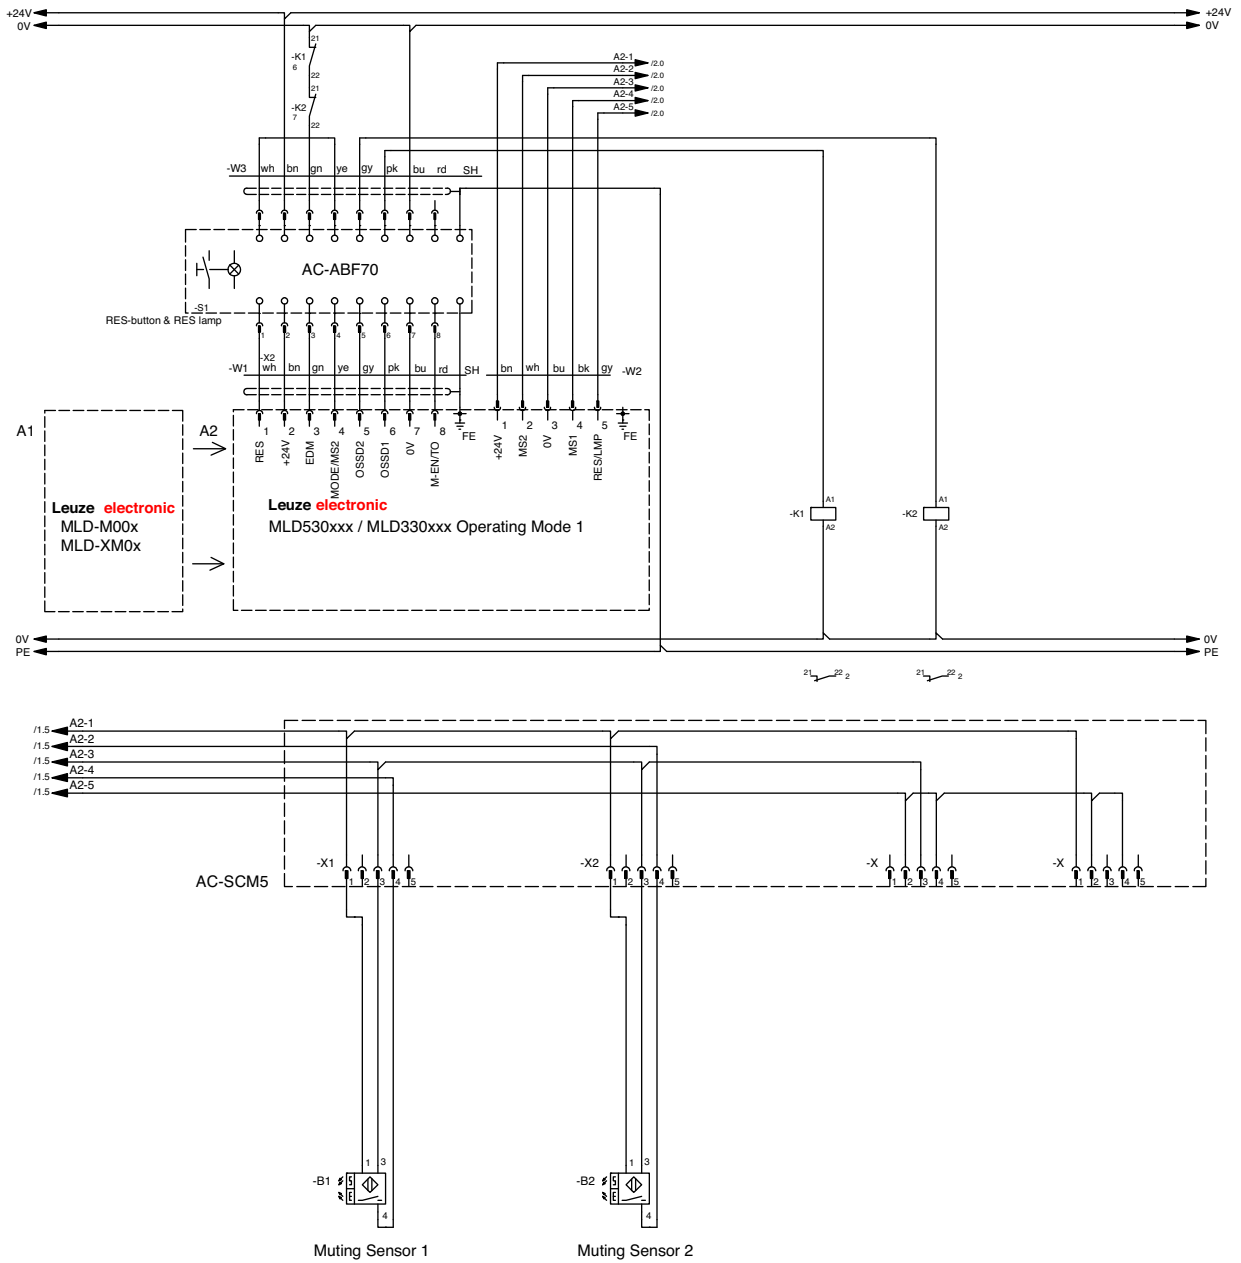 +24V +24V
0V 0V
21
-K1
6
22
21
-K2
7
22
A2-1 /2.0
A2-2 /2.0
A2-3 /2.0
A2-4 /2.0
A2-5 /2.0
-W3 wh bn gn ye gy pk bu rd SH
AC-ABF70
-S1
RES-button & RES lamp
1 2 3 4 5 6 7 8
-X2
-W1 wh bn gn ye gy pk bu rd SH
bn wh bu bk gy -W2
A1
A2
1 2 3 4 5 6 7 8 FE
1 2 3 4 5 FE
RES
+24V
EDM
MODE/MS2
OSSD2
OSSD1
0V
M-EN/TO
+24V
MS2
0V
MS1
RES/LMP
Leuze electronic
MLD-M00x
MLD-XM0x
Leuze electronic
MLD530xxx / MLD330xxx Operating Mode 1
A1
-K1
A2
A1
-K2
A2
0V 0V
PE PE
21 22 2
21 22 2
/1.5 A2-1
/1.5 A2-2
/1.5 A2-3
/1.5 A2-4
/1.5 A2-5
AC-SCM5
-X1 1 2 3 4 5
-X2 1 2 3 4 5
-X 1 2 3 4 5
-X 1 2 3 4 5
1 3
-B1 S
E
4
1 3
-B2 S
E
4
Muting Sensor 1
Muting Sensor 2